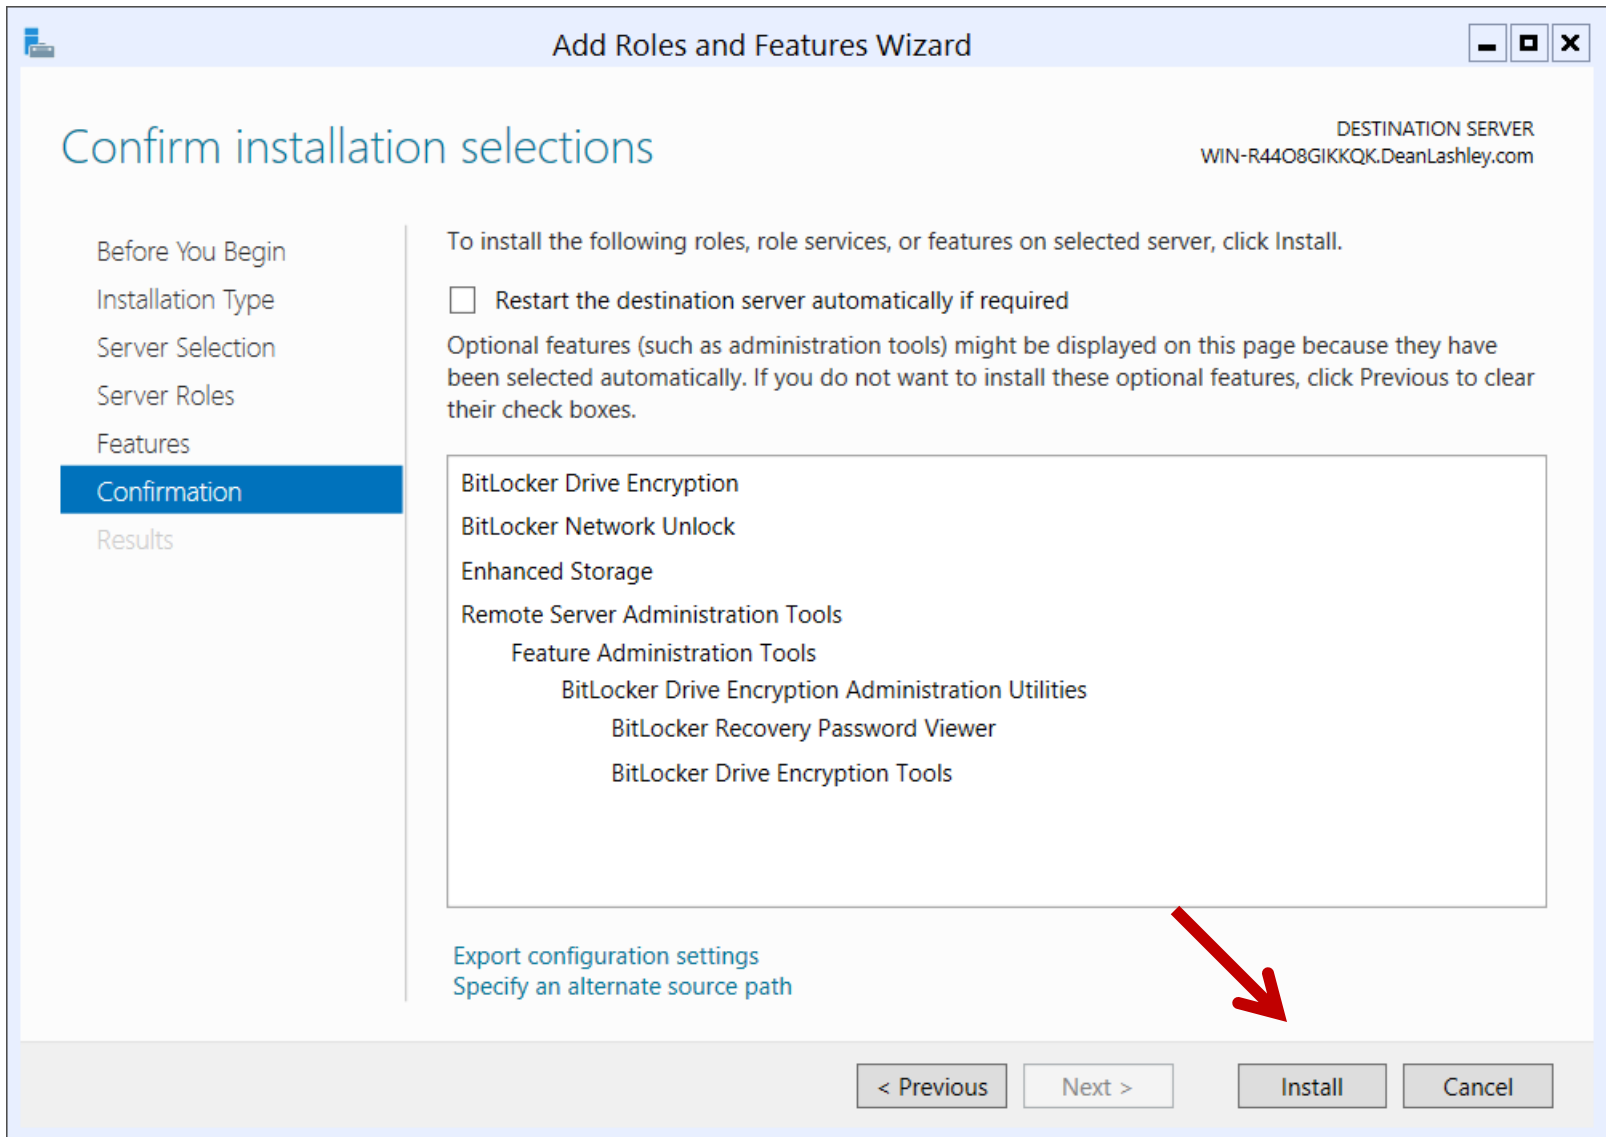 Add Roles and Features Wizard
Confirm installation selections
DESTINATION SERVER
WIN-R44O8GIKKQK.DeanLashley.com
Before You Begin
Installation Type
Server Selection
Server Roles
Features
Confirmation
Results
To install the following roles, role services, or features on selected server, click Install.
Restart the destination server automatically if required
Optional features (such as administration tools) might be displayed on this page because they have
been selected automatically. If you do not want to install these optional features, click Previous to clear
their check boxes.
BitLocker Drive Encryption
BitLocker Network Unlock
Enhanced Storage
Remote Server Administration Tools
Feature Administration Tools
BitLocker Drive Encryption Administration Utilities
BitLocker Recovery Password Viewer
BitLocker Drive Encryption Tools
Export configuration settings
Specify an alternate source path
< Previous
Next >
Install
Cancel